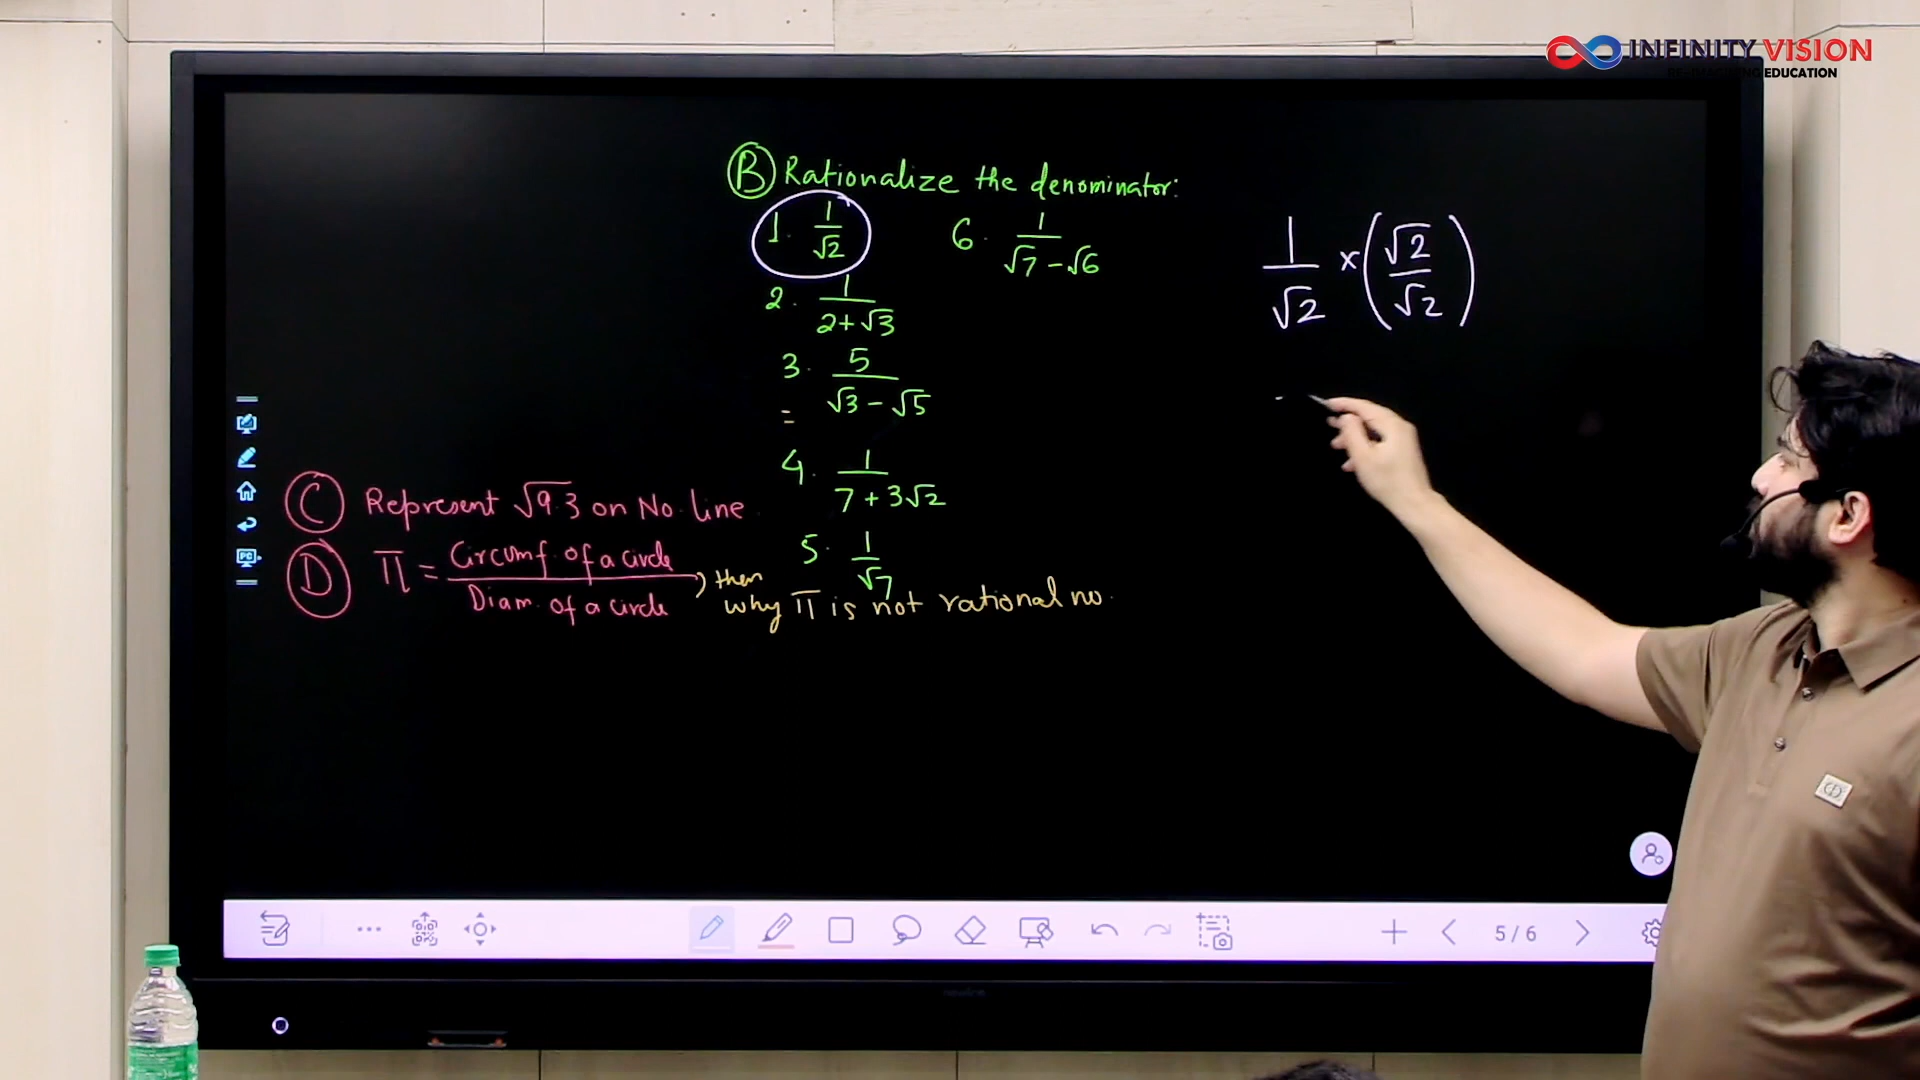 INFINITY VISION
EDUCATION
B Rationalize the denominator:
1. 1/√2
2. 1/(2+√3)
3. 5/(√3 - √5)
=
4. 1/(7 + 3√2)
5. 1/√7
6. 1/(√7 - √6)
1/√2 × (√2/√2)
C Represent √9.3 on No. line
D π = Circumf. of a circle / Diam. of a circle, then
why π is not rational no.
PC
5/6